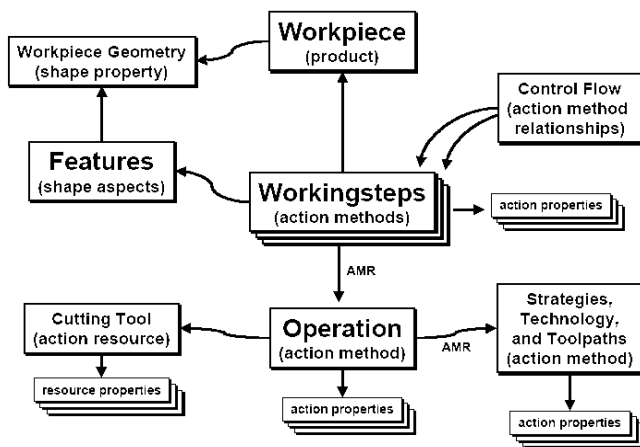 Workpiece
(product)
Workpiece Geometry
(shape property)
Control Flow
(action method
relationships)
Features
(shape aspects)
Workingsteps
(action methods)
action properties
AMR
Cutting Tool
(action resource)
Operation
(action method)
AMR
Strategies,
Technology,
and Toolpaths
(action method)
resource properties
action properties
action properties